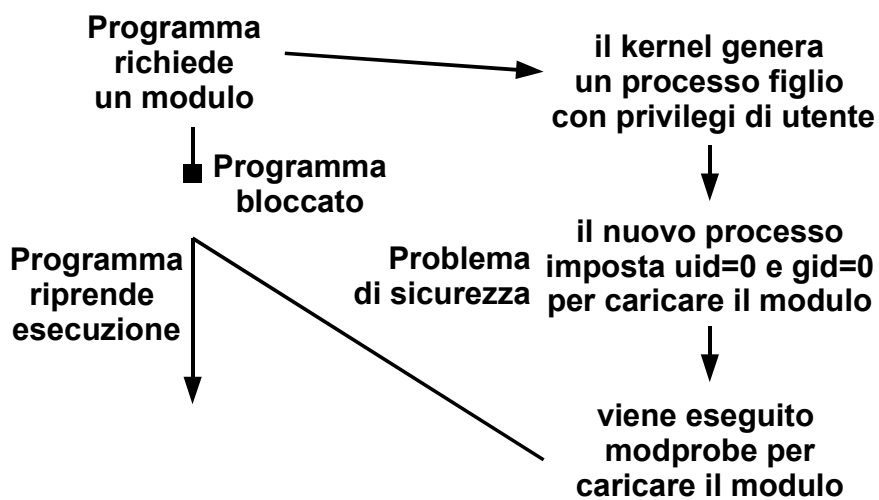 Programma
richiede
un modulo
il kernel genera
un processo figlio
con privilegi di utente
Programma
bloccato
Programma
riprende
esecuzione
Problema
di sicurezza
il nuovo processo
imposta uid=0 e gid=0
per caricare il modulo
viene eseguito
modprobe per
caricare il modulo